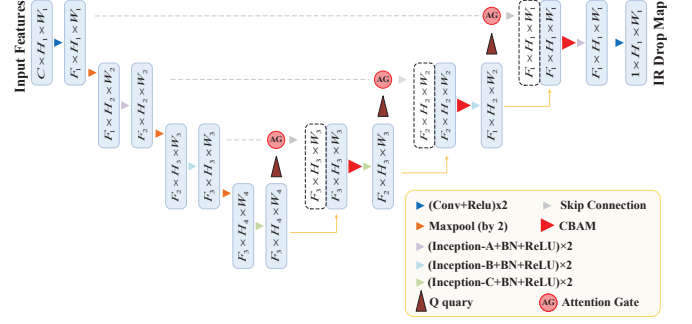 Input Features
C × H₁ × W₁
F₁ × H₁ × W₁
F₁ × H₂ × W₂
F₂ × H₂ × W₂
F₂ × H₃ × W₃
F₃ × H₃ × W₃
F₃ × H₄ × W₄
F₃ × H₄ × W₄
AG
F₃ × H₃ × W₃
F₃ × H₃ × W₃
F₂ × H₃ × W₃
AG
F₂ × H₂ × W₂
F₂ × H₂ × W₂
F₁ × H₂ × W₂
AG
F₁ × H₁ × W₁
F₁ × H₁ × W₁
F₁ × H₁ × W₁
1 × H₁ × W₁
IR Drop Map
(Conv+Relu)x2
Skip Connection
Maxpool (by 2)
CBAM
(Inception-A+BN+ReLU)×2
(Inception-B+BN+ReLU)×2
(Inception-C+BN+ReLU)×2
Q quary
AG
Attention Gate